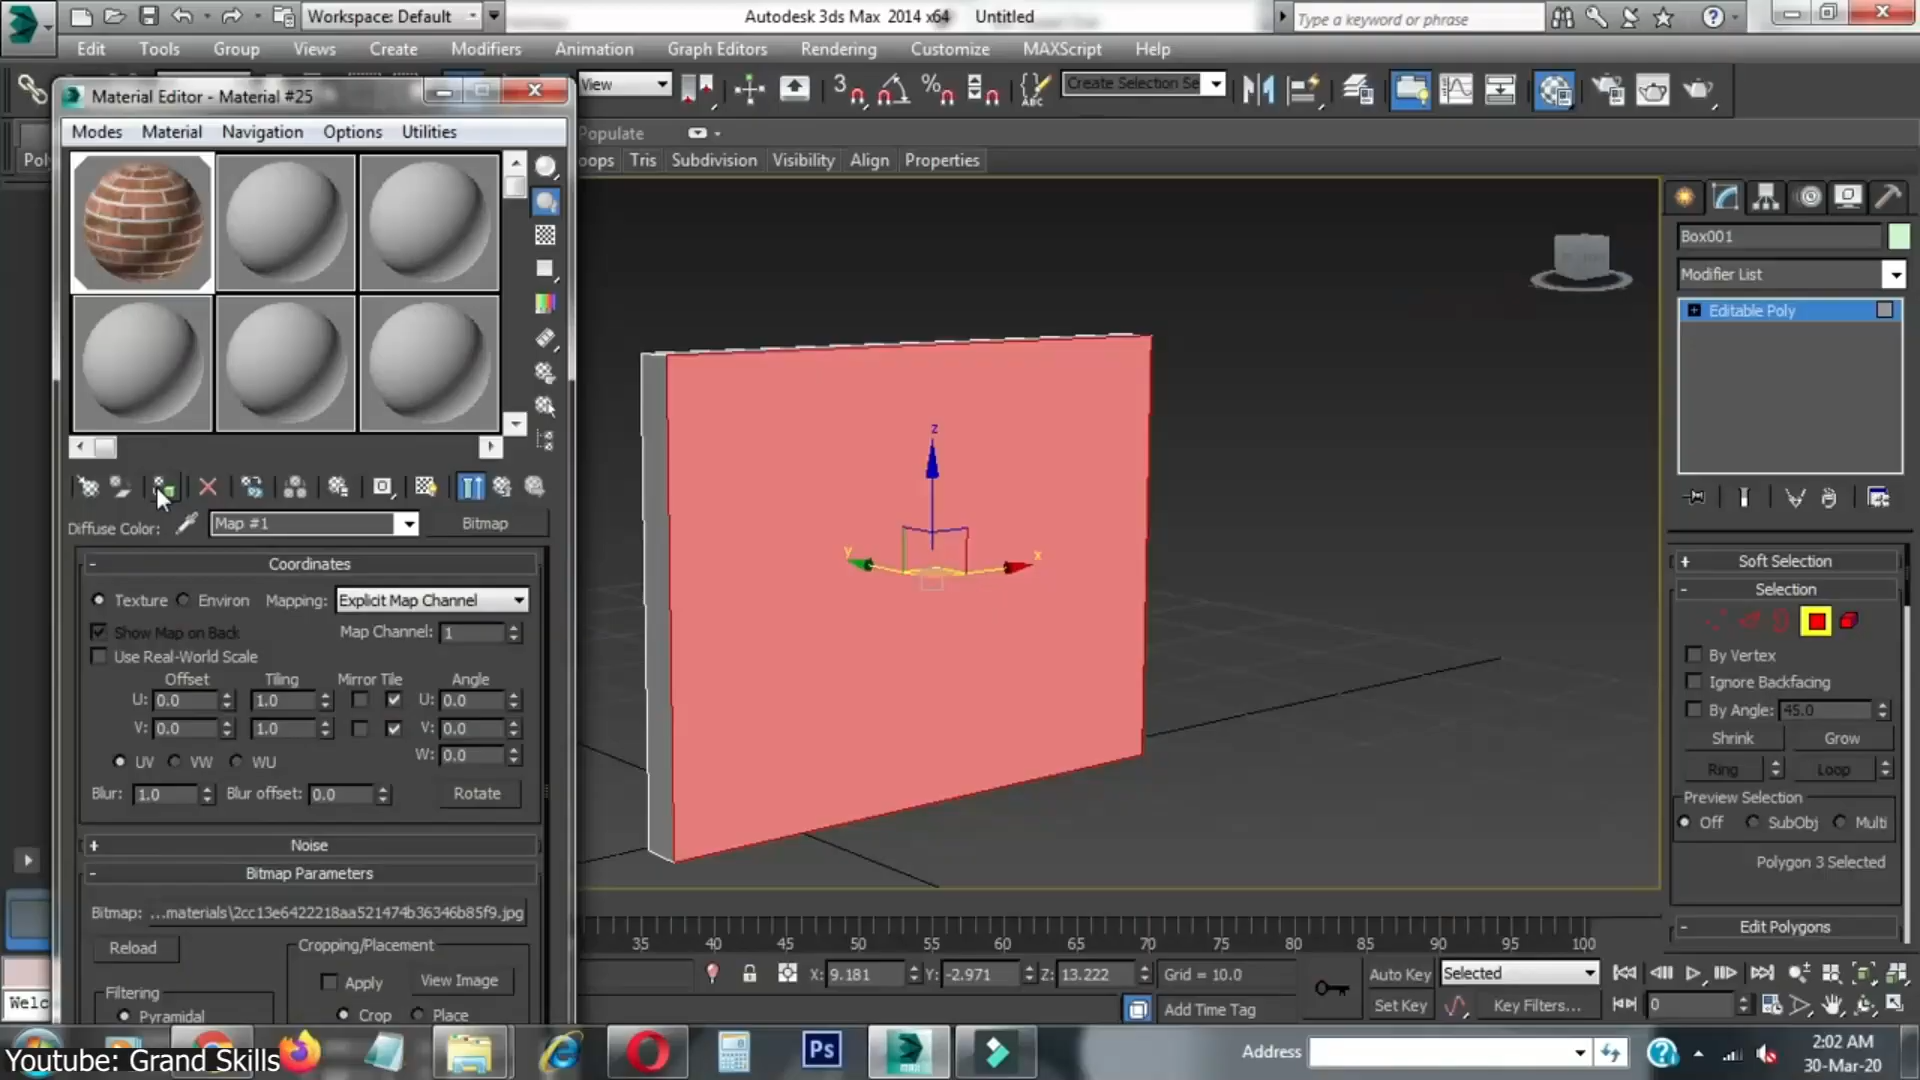 Workspace: Default
Autodesk 3ds Max 2014 x64 Untitled
Type a keyword or phrase
Edit Tools Group Views Create Modifiers Animation Graph Editors Rendering Customize MAXScript Help
View
3
Create Selection Se
ABC
Material Editor - Material #25
Modes Material Navigation Options Utilities
Populate
Poly
oops Tris Subdivision Visibility Align Properties
Box001
Modifier List
Editable Poly
z
y
x
Diffuse Color: Map #1 Bitmap
- Coordinates
Texture Environ Mapping: Explicit Map Channel
Show Map on Back Map Channel: 1
Use Real-World Scale
Offset Tiling Mirror Tile Angle
U: 0.0 1.0 U: 0.0
V: 0.0 1.0 V: 0.0
W: 0.0
UV VW WU
Blur: 1.0 Blur offset: 0.0 Rotate
+ Noise
- Bitmap Parameters
Bitmap: ...materials\2cc13e6422218aa521474b36346b85f9.jpg
Reload Cropping/Placement
Apply View Image
Filtering
Pyramidal
Crop Place
+ Soft Selection
- Selection
By Vertex
Ignore Backfacing
By Angle: 45.0
Shrink Grow
Ring Loop
Preview Selection
Off SubObj Multi
Polygon 3 Selected
- Edit Polygons
35 40 45 50 55 60 65 70 75 80 85 90 95 100
X: 9.181 Y: -2.971 Z: 13.222 Grid = 10.0
Auto Key Selected
Welc
Add Time Tag
Set Key Key Filters... 0
Youtube: Grand Skills
Ps
Address
2:02 AM
30-Mar-20